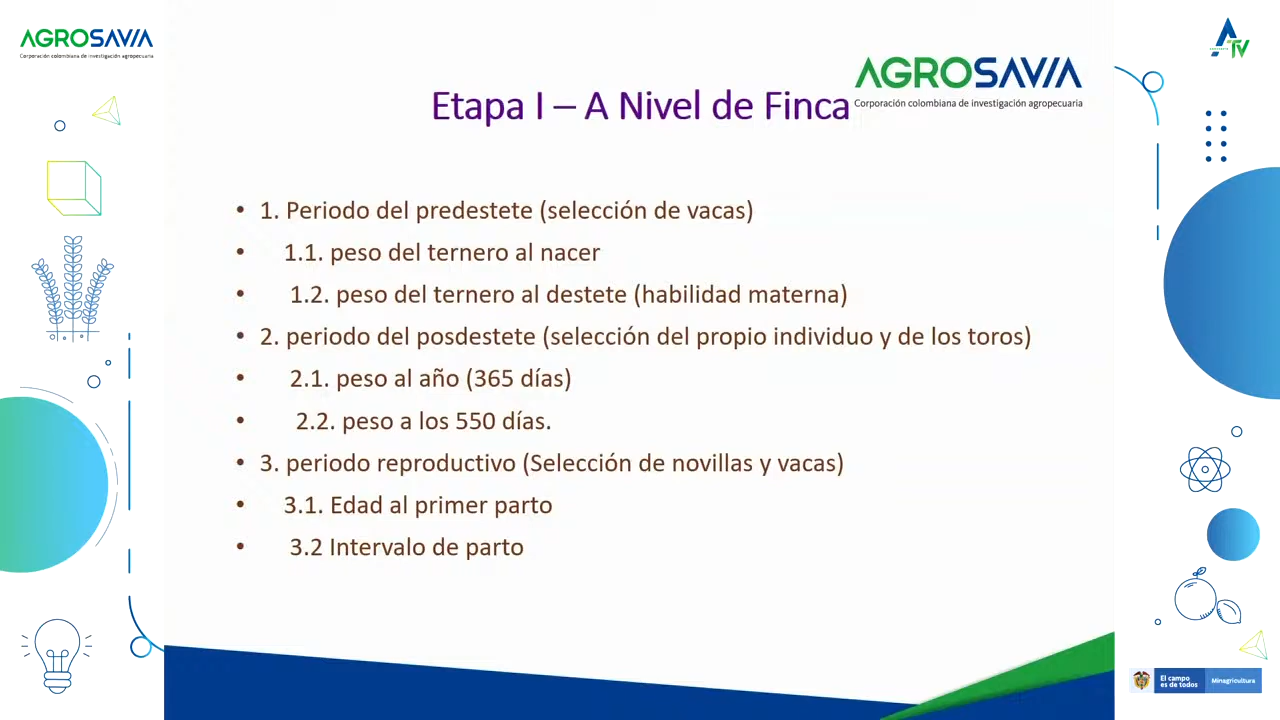 AGROSAVIA
Corporación colombiana de investigación agropecuaria
ATV
AGROSAVIA
Corporación colombiana de investigación agropecuaria
Etapa I – A Nivel de Finca
• 1. Periodo del predestete (selección de vacas)
• 1.1. peso del ternero al nacer
• 1.2. peso del ternero al destete (habilidad materna)
• 2. periodo del posdestete (selección del propio individuo y de los toros)
• 2.1. peso al año (365 días)
• 2.2. peso a los 550 días.
• 3. periodo reproductivo (Selección de novillas y vacas)
• 3.1. Edad al primer parto
• 3.2 Intervalo de parto
El campo
es de todos
Minagricultura